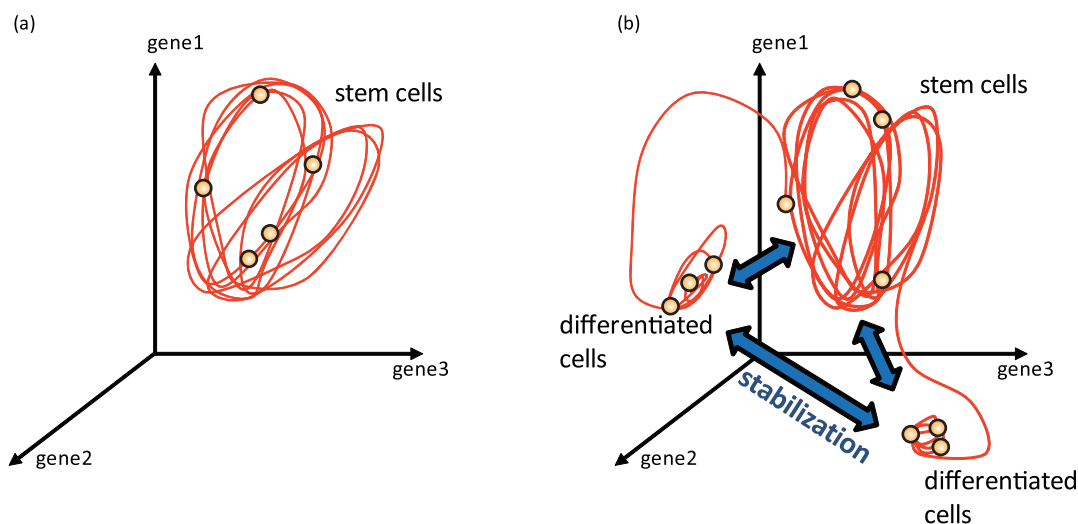 (a)
gene1
stem cells
gene3
gene2
(b)
gene1
stem cells
differentiated
cells
stabilization
gene3
gene2
differentiated
cells